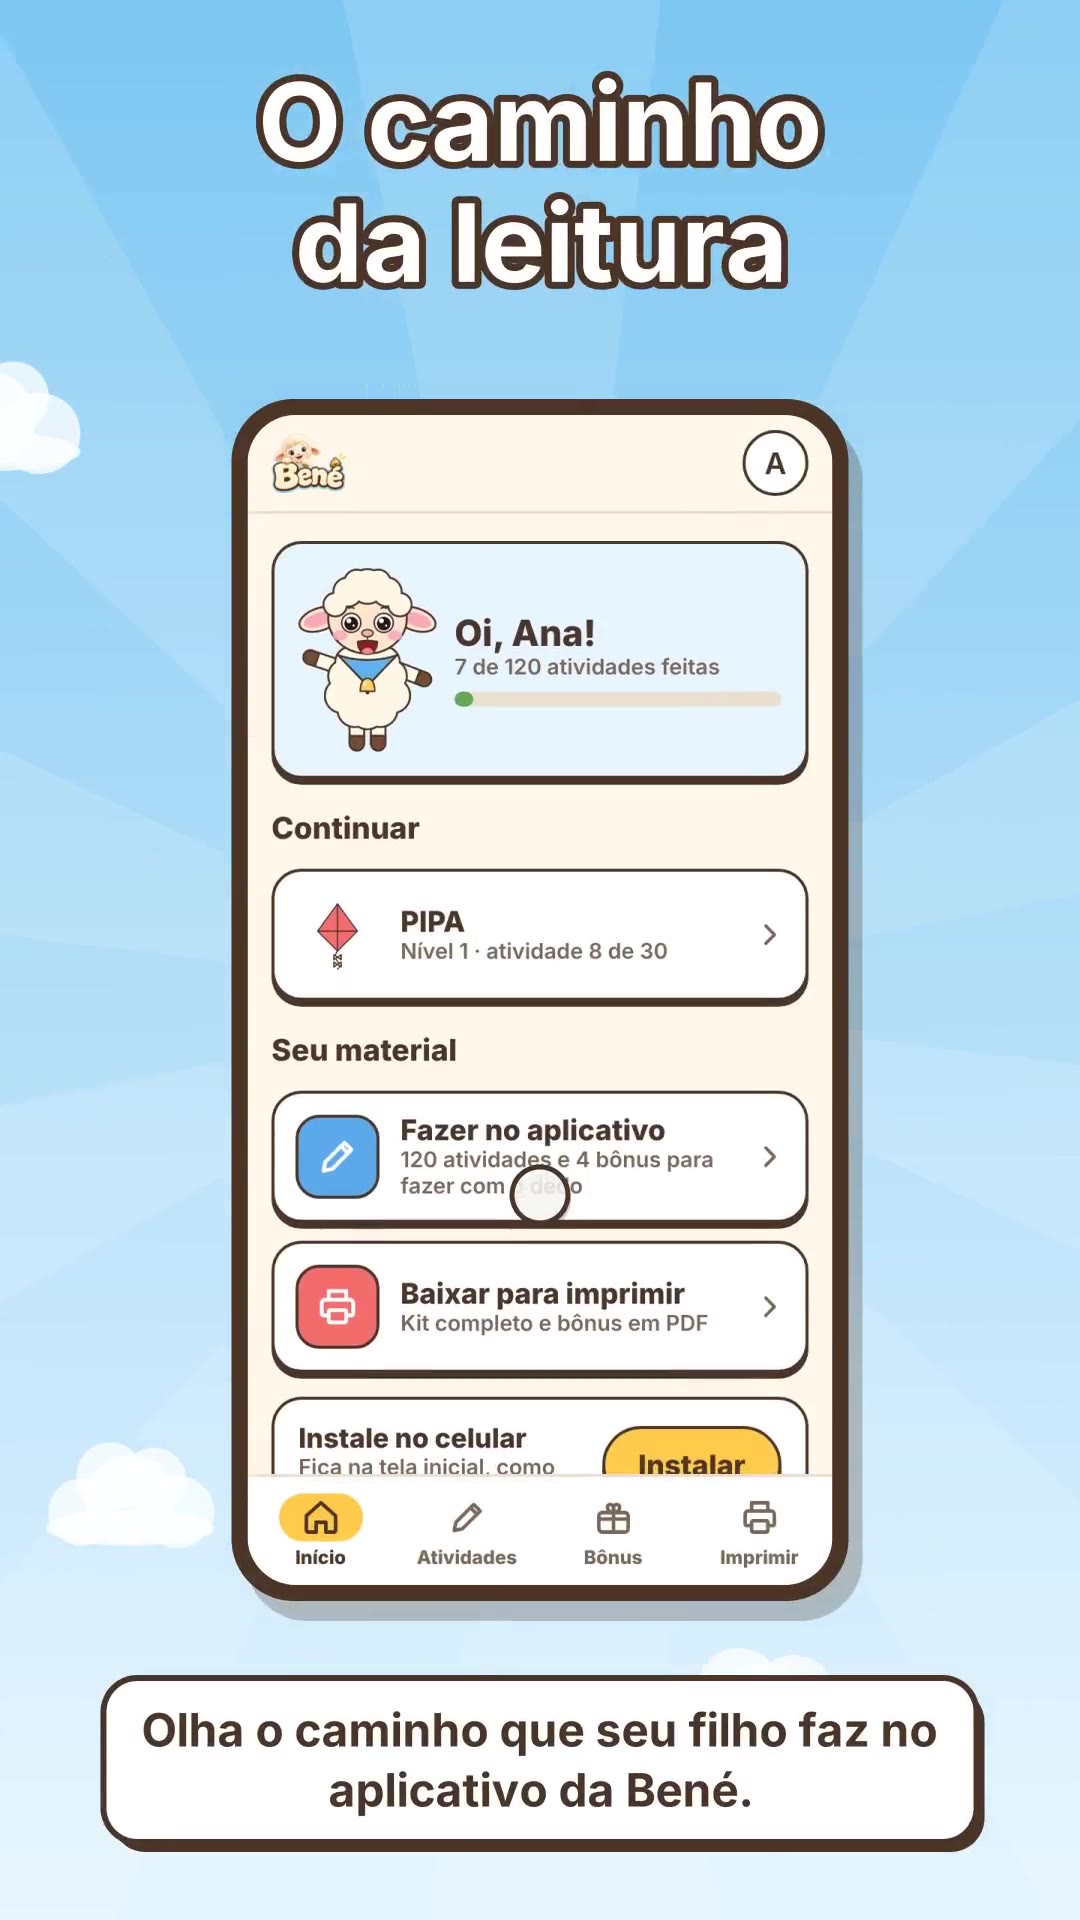 O caminho
da leitura
Bené
A
Oi, Ana!
7 de 120 atividades feitas
Continuar
PIPA
Nível 1 · atividade 8 de 30
Seu material
Fazer no aplicativo
120 atividades e 4 bônus para
fazer com o dedo
Baixar para imprimir
Kit completo e bônus em PDF
Instale no celular
Fica na tela inicial, como
Instalar
Início
Atividades
Bônus
Imprimir
Olha o caminho que seu filho faz no
aplicativo da Bené.